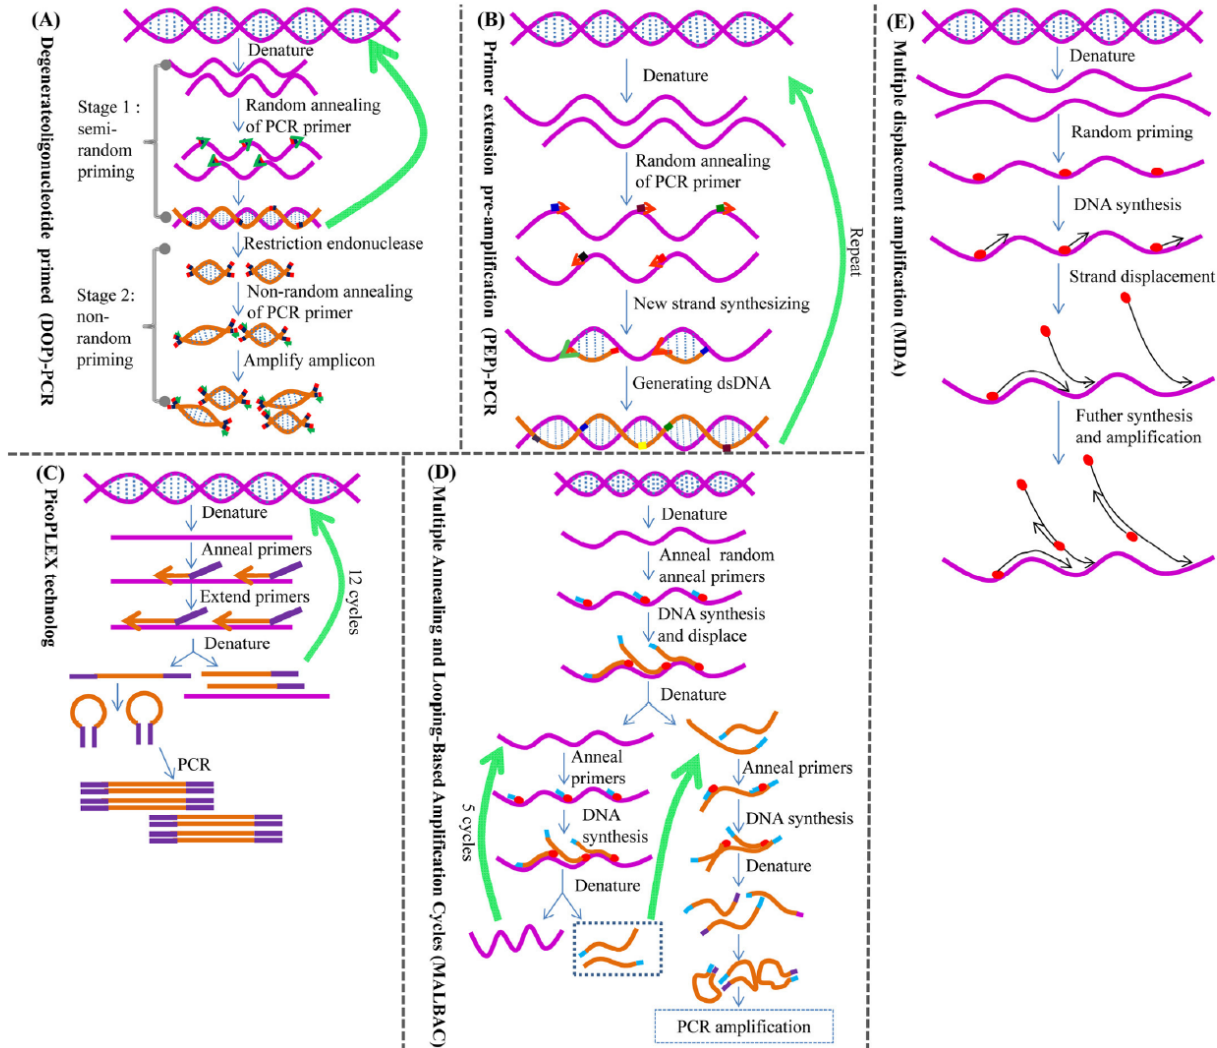 (A)
Degenerateoligonucleotide primed (DOP)-PCR
Denature
Stage 1 :
semi-
random
priming
Random annealing
of PCR primer
Restriction endonuclease
Stage 2:
non-
random
priming
Non-random annealing
of PCR primer
Amplify amplicon
(B)
Primer extension pre-amplification (PEP)-PCR
Denature
Random annealing
of PCR primer
New strand synthesizing
Generating dsDNA
Repeat
(E)
Multiple displacement amplification (MDA)
Denature
Random priming
DNA synthesis
Strand displacement
Futher synthesis
and amplification
(C)
PicoPLEX technolog
Denature
Anneal primers
Extend primers
Denature
12 cycles
PCR
(D)
Multiple Annealing and Looping-Based Amplification Cycles (MALBAC)
Denature
Anneal random
anneal primers
DNA synthesis
and displace
Denature
Anneal
primers
DNA
synthesis
Denature
5 cycles
Anneal primers
DNA synthesis
Denature
PCR amplification